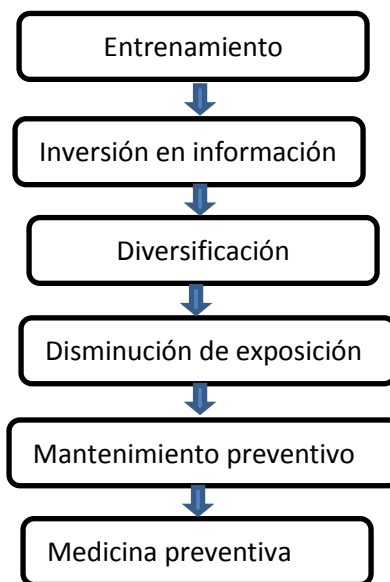 Entrenamiento
Inversión en información
Diversificación
Disminución de exposición
Mantenimiento preventivo
Medicina preventiva